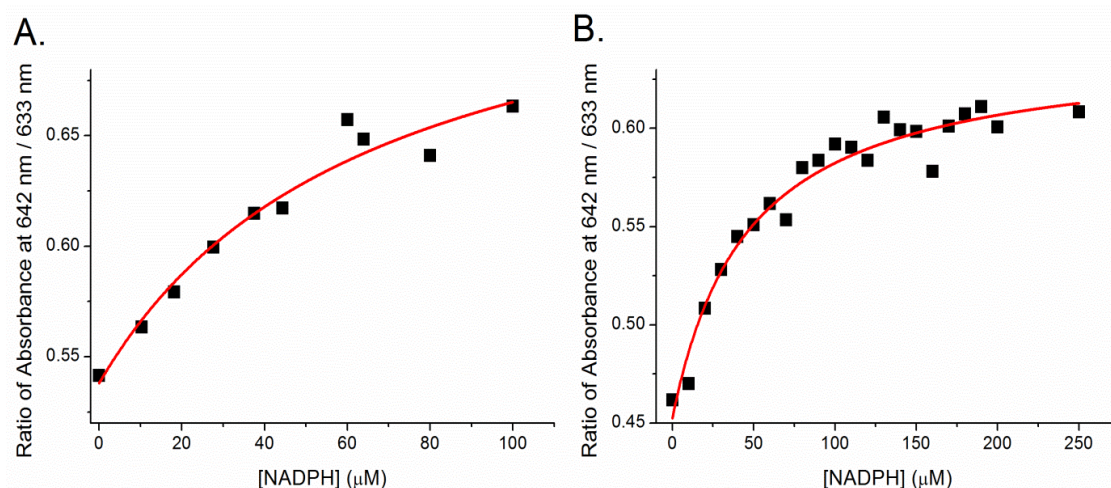 A.
Ratio of Absorbance at 642 nm / 633 nm
0.65
0.60
0.55
0 20 40 60 80 100
[NADPH] (μM)
B.
Ratio of Absorbance at 642 nm / 633 nm
0.60
0.55
0.50
0.45
0 50 100 150 200 250
[NADPH] (μM)